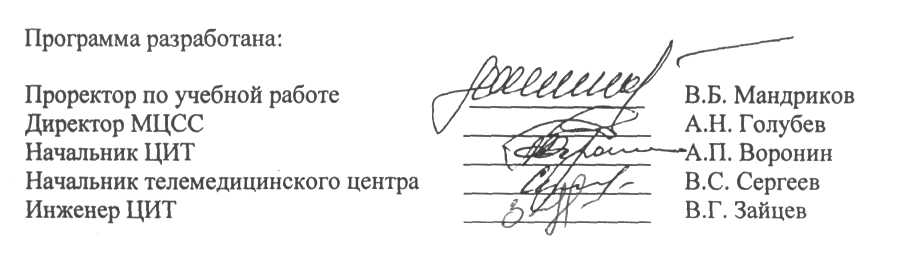 Программа разработана:
Проректор по учебной работе В.Б. Мандриков
Директор МЦСС А.Н. Голубев
Начальник ЦИТ А.П. Воронин
Начальник телемедицинского центра В.С. Сергеев
Инженер ЦИТ В.Г. Зайцев